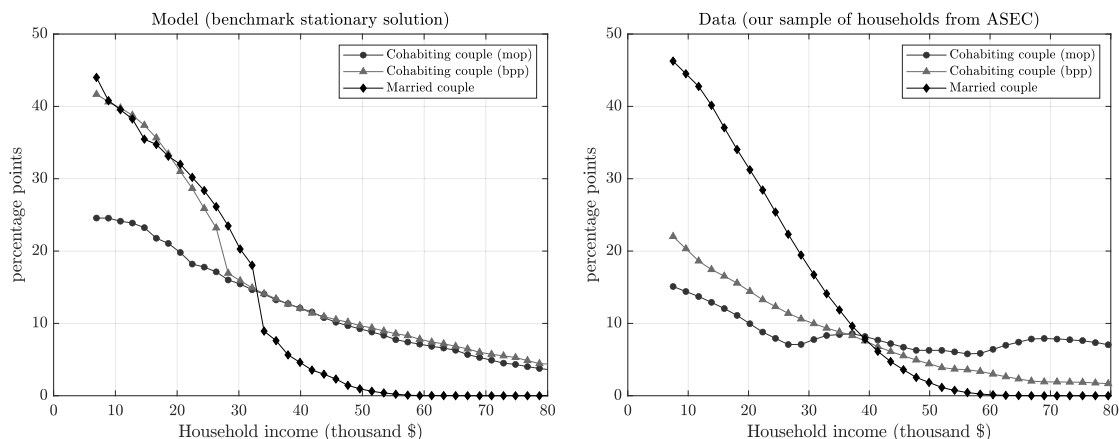 Model (benchmark stationary solution)
50
40
30
20
10
0
percentage points
Cohabiting couple (mop)
Cohabiting couple (bpp)
Married couple
0 10 20 30 40 50 60 70 80
Household income (thousand $)
Data (our sample of households from ASEC)
50
40
30
20
10
0
percentage points
Cohabiting couple (mop)
Cohabiting couple (bpp)
Married couple
0 10 20 30 40 50 60 70 80
Household income (thousand $)